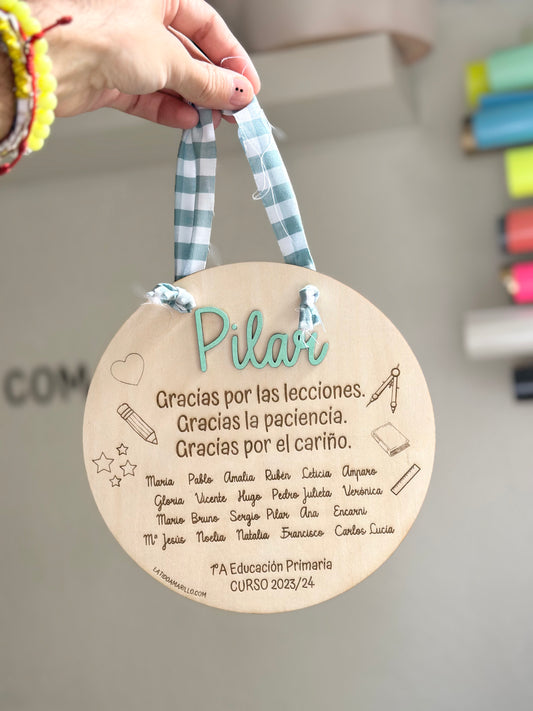 COM
Pilar
Gracias por las lecciones.
Gracias la paciencia.
Gracias por el cariño.
Maria Pablo Amalia Rubén Leticia Amparo
Gloria Vicente Hugo Pedro Julieta Verónica
Mario Bruno Sergio Pilar Ana Encarni
Mª Jesús Noelia Natalia Francisco Carlos Lucia
1ºA Educación Primaria
CURSO 2023/24
LATIDOAMARILLO.COM